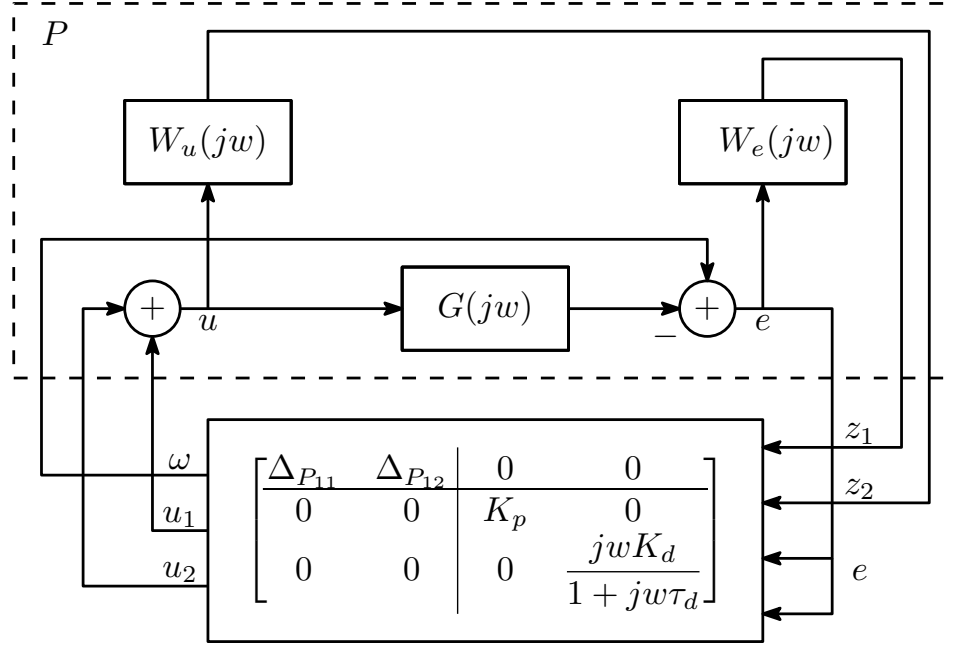 P
W_u(jw)
W_e(jw)
+
u
G(jw)
−
+
e
ω
Δ_{P_{11}} Δ_{P_{12}} 0 0
z_1
z_2
u_1
0 0 K_p 0
u_2
0 0 0 \frac{jwK_d}{1 + jwτ_d}
e